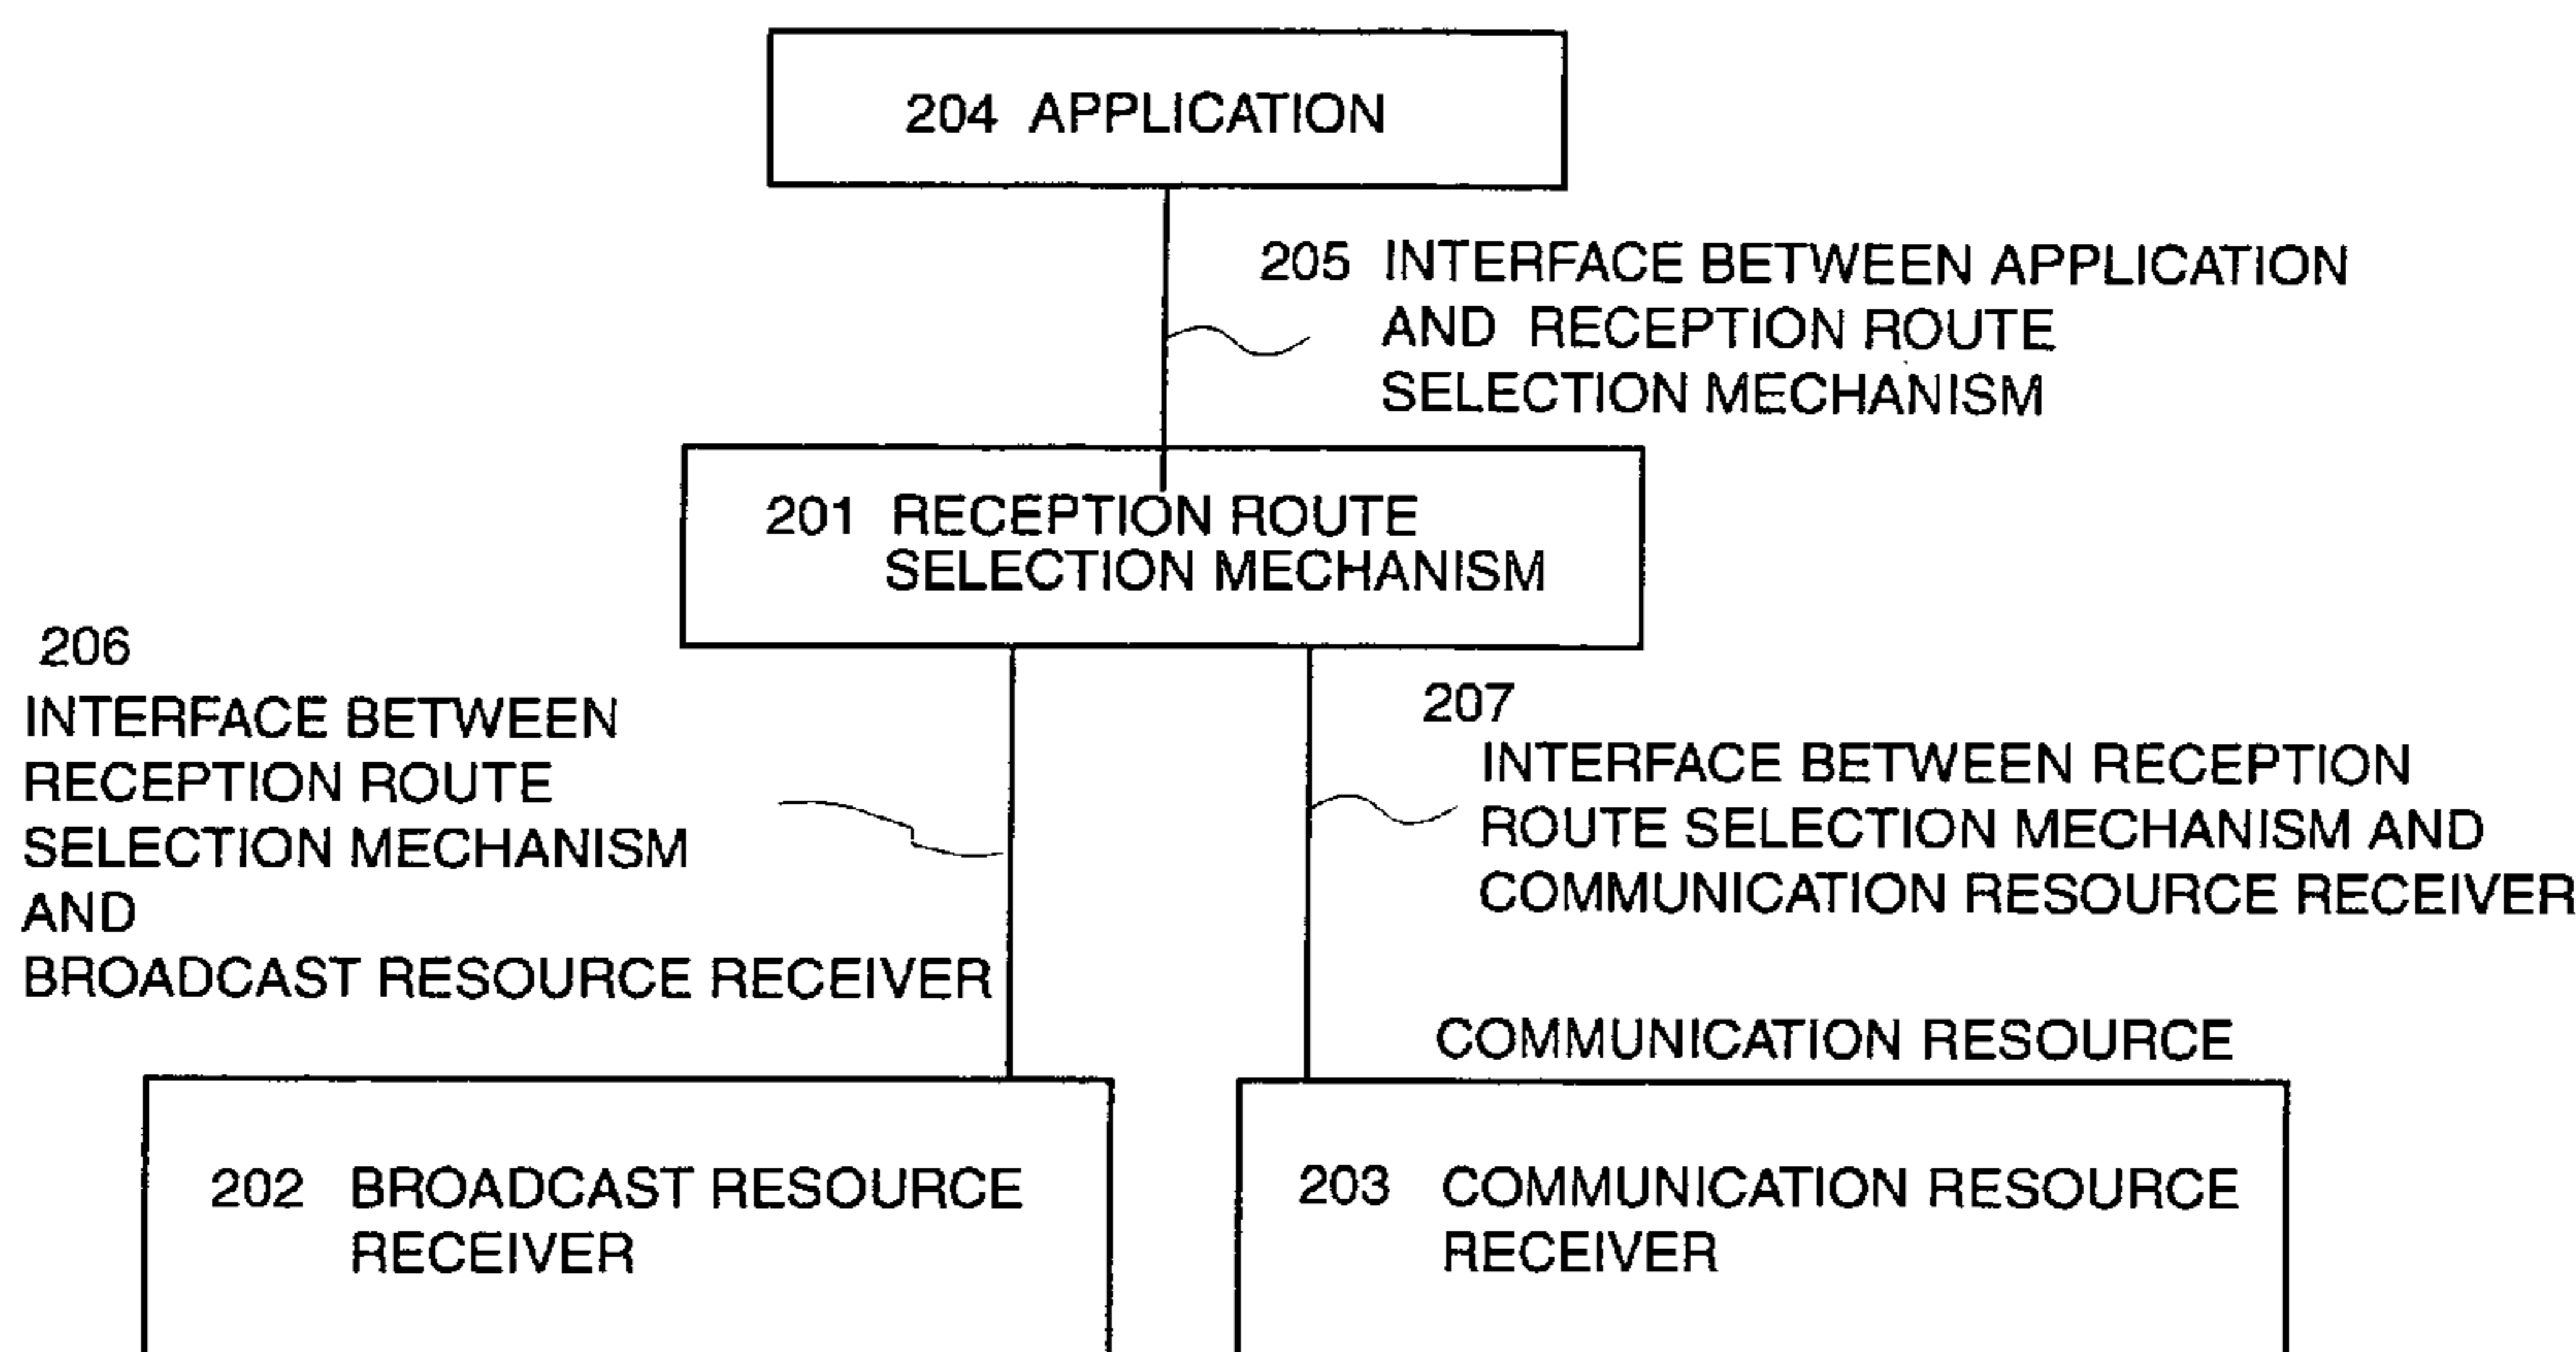 204 APPLICATION
205 INTERFACE BETWEEN APPLICATION
AND RECEPTION ROUTE
SELECTION MECHANISM
201 RECEPTION ROUTE
SELECTION MECHANISM
206
INTERFACE BETWEEN
RECEPTION ROUTE
SELECTION MECHANISM
AND
BROADCAST RESOURCE RECEIVER
207
INTERFACE BETWEEN RECEPTION
ROUTE SELECTION MECHANISM AND
COMMUNICATION RESOURCE RECEIVER
COMMUNICATION RESOURCE
202 BROADCAST RESOURCE
RECEIVER
203 COMMUNICATION RESOURCE
RECEIVER